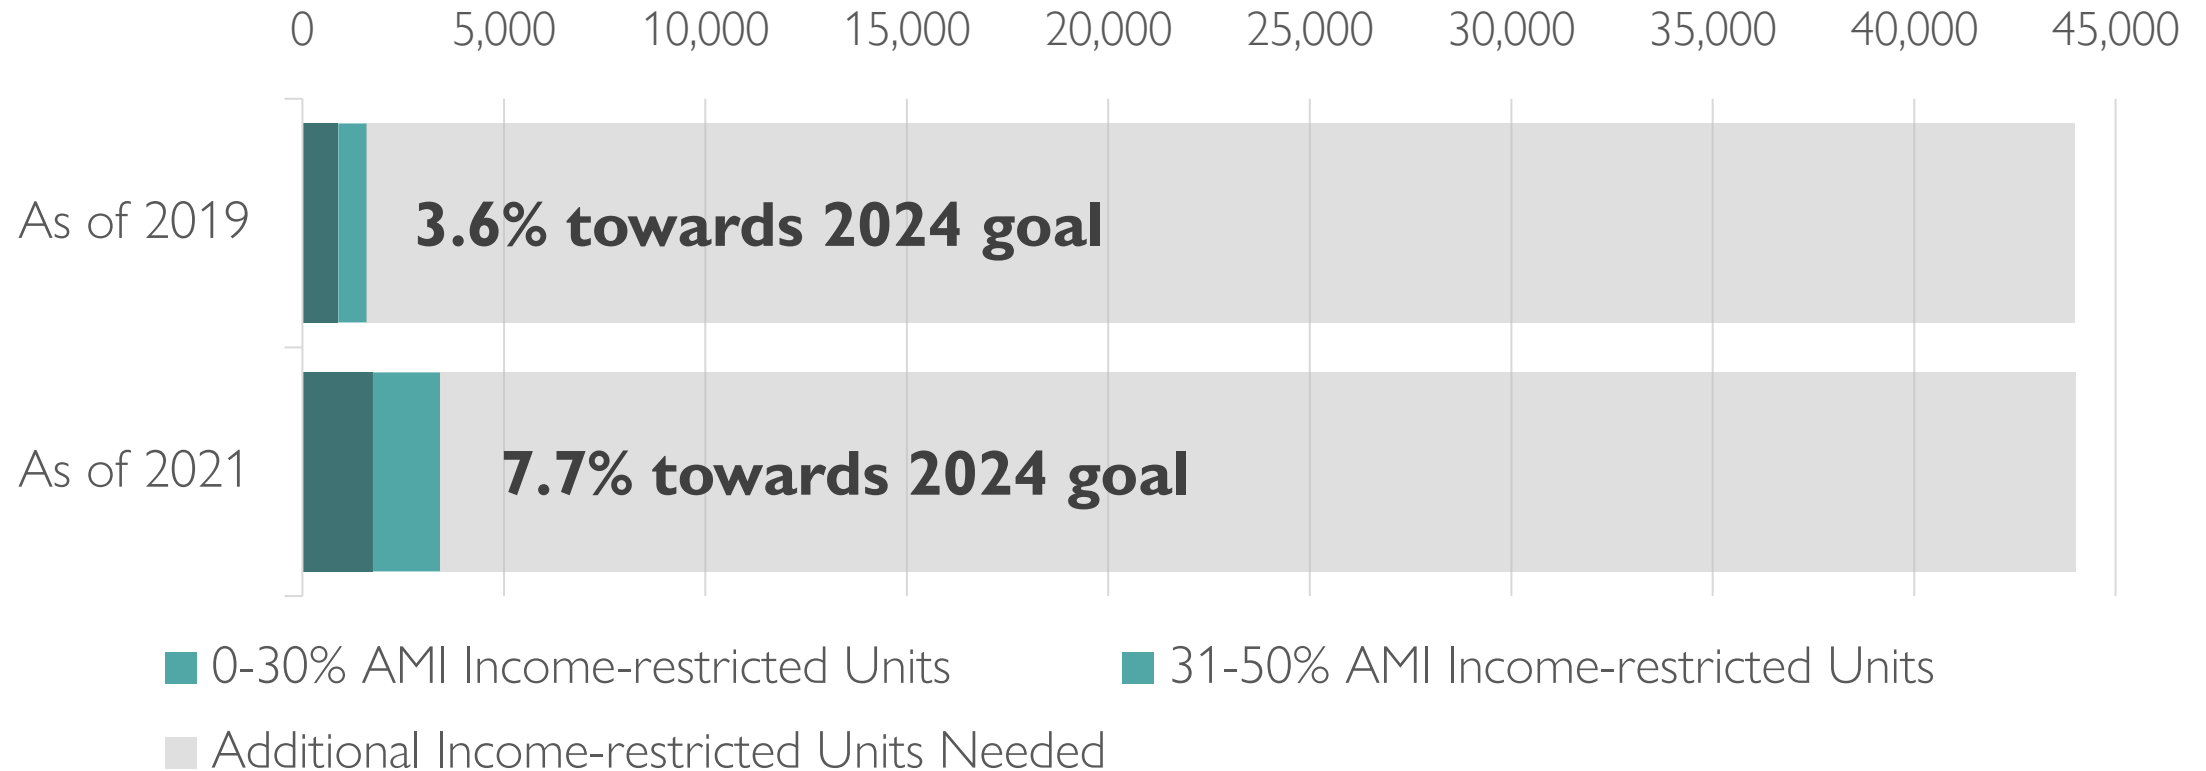 0 5,000 10,000 15,000 20,000 25,000 30,000 35,000 40,000 45,000
As of 2019
3.6% towards 2024 goal
As of 2021
7.7% towards 2024 goal
0-30% AMI Income-restricted Units
31-50% AMI Income-restricted Units
Additional Income-restricted Units Needed